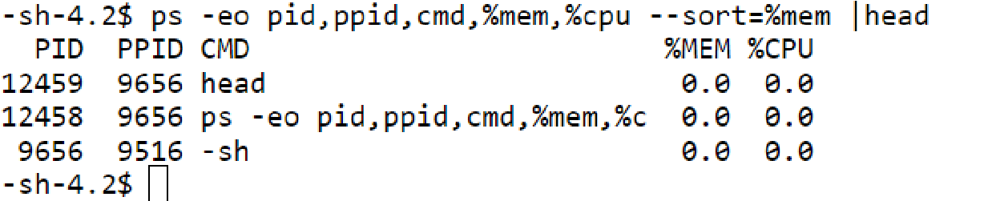 -sh-4.2$ ps -eo pid,ppid,cmd,%mem,%cpu --sort=%mem |head
  PID  PPID CMD                         %MEM %CPU
12459  9656 head                         0.0  0.0
12458  9656 ps -eo pid,ppid,cmd,%mem,%c  0.0  0.0
 9656  9516 -sh                          0.0  0.0
-sh-4.2$